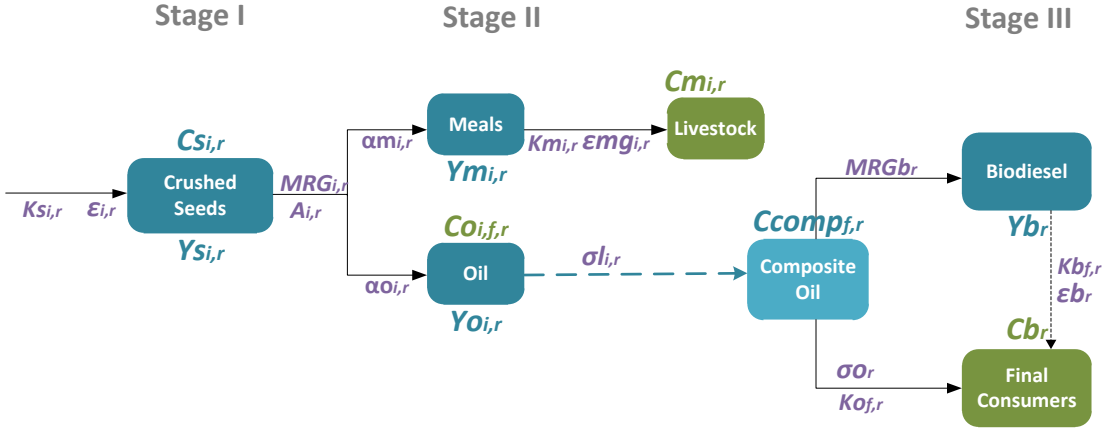 Stage I
Stage II
Stage III
Csi,r
Crushed
Seeds
Ysi,r
Ksi,r
εi,r
MRGi,r
Ai,r
αmi,r
αoi,r
Meals
Ymi,r
Kmi,r
εmgi,r
Cmi,r
Livestock
Coi,f,r
Oil
Yoi,r
σli,r
Ccompf,r
Composite
Oil
MRGbr
Biodiesel
Ybr
Kbf,r
εbr
Cbr
σor
Kof,r
Final
Consumers